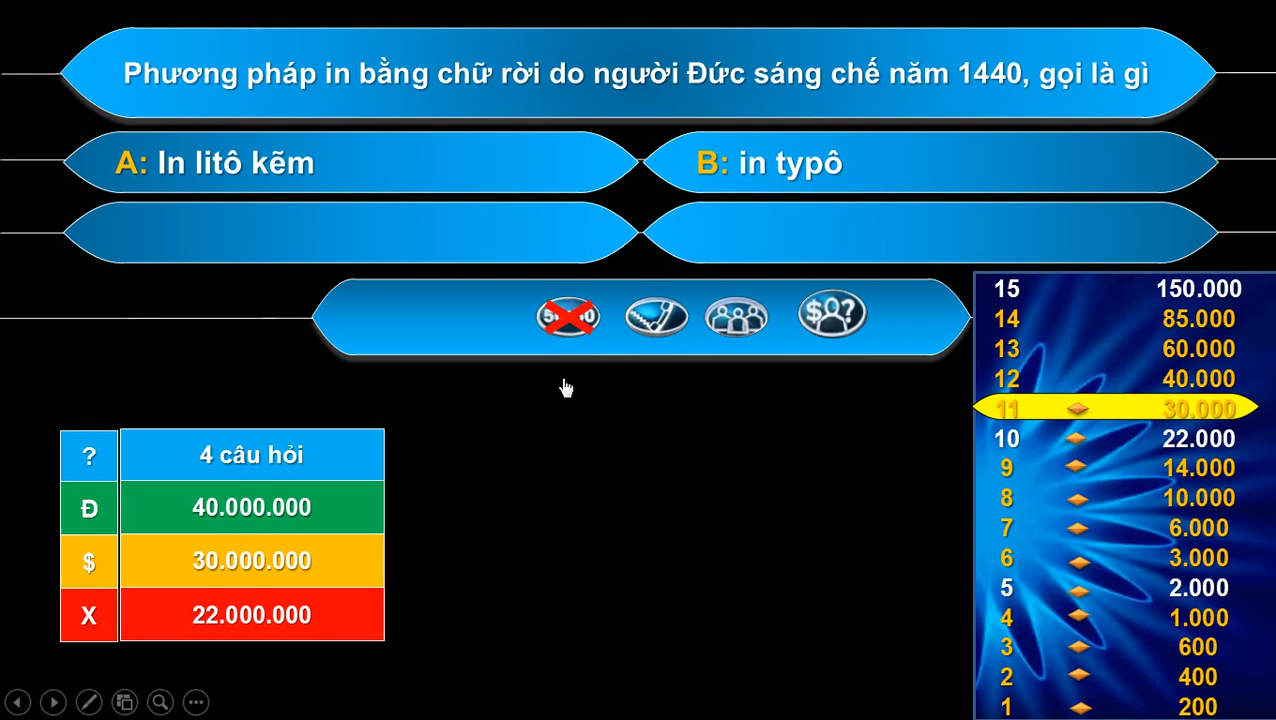 Phương pháp in bằng chữ rời do người Đức sáng chế năm 1440, gọi là gì
A: In litô kẽm
B: in typô
15 150.000
14 85.000
13 60.000
12 40.000
11 30.000
10 22.000
9 14.000
8 10.000
7 6.000
6 3.000
5 2.000
4 1.000
3 600
2 400
1 200
? 4 câu hỏi
Đ 40.000.000
$ 30.000.000
X 22.000.000